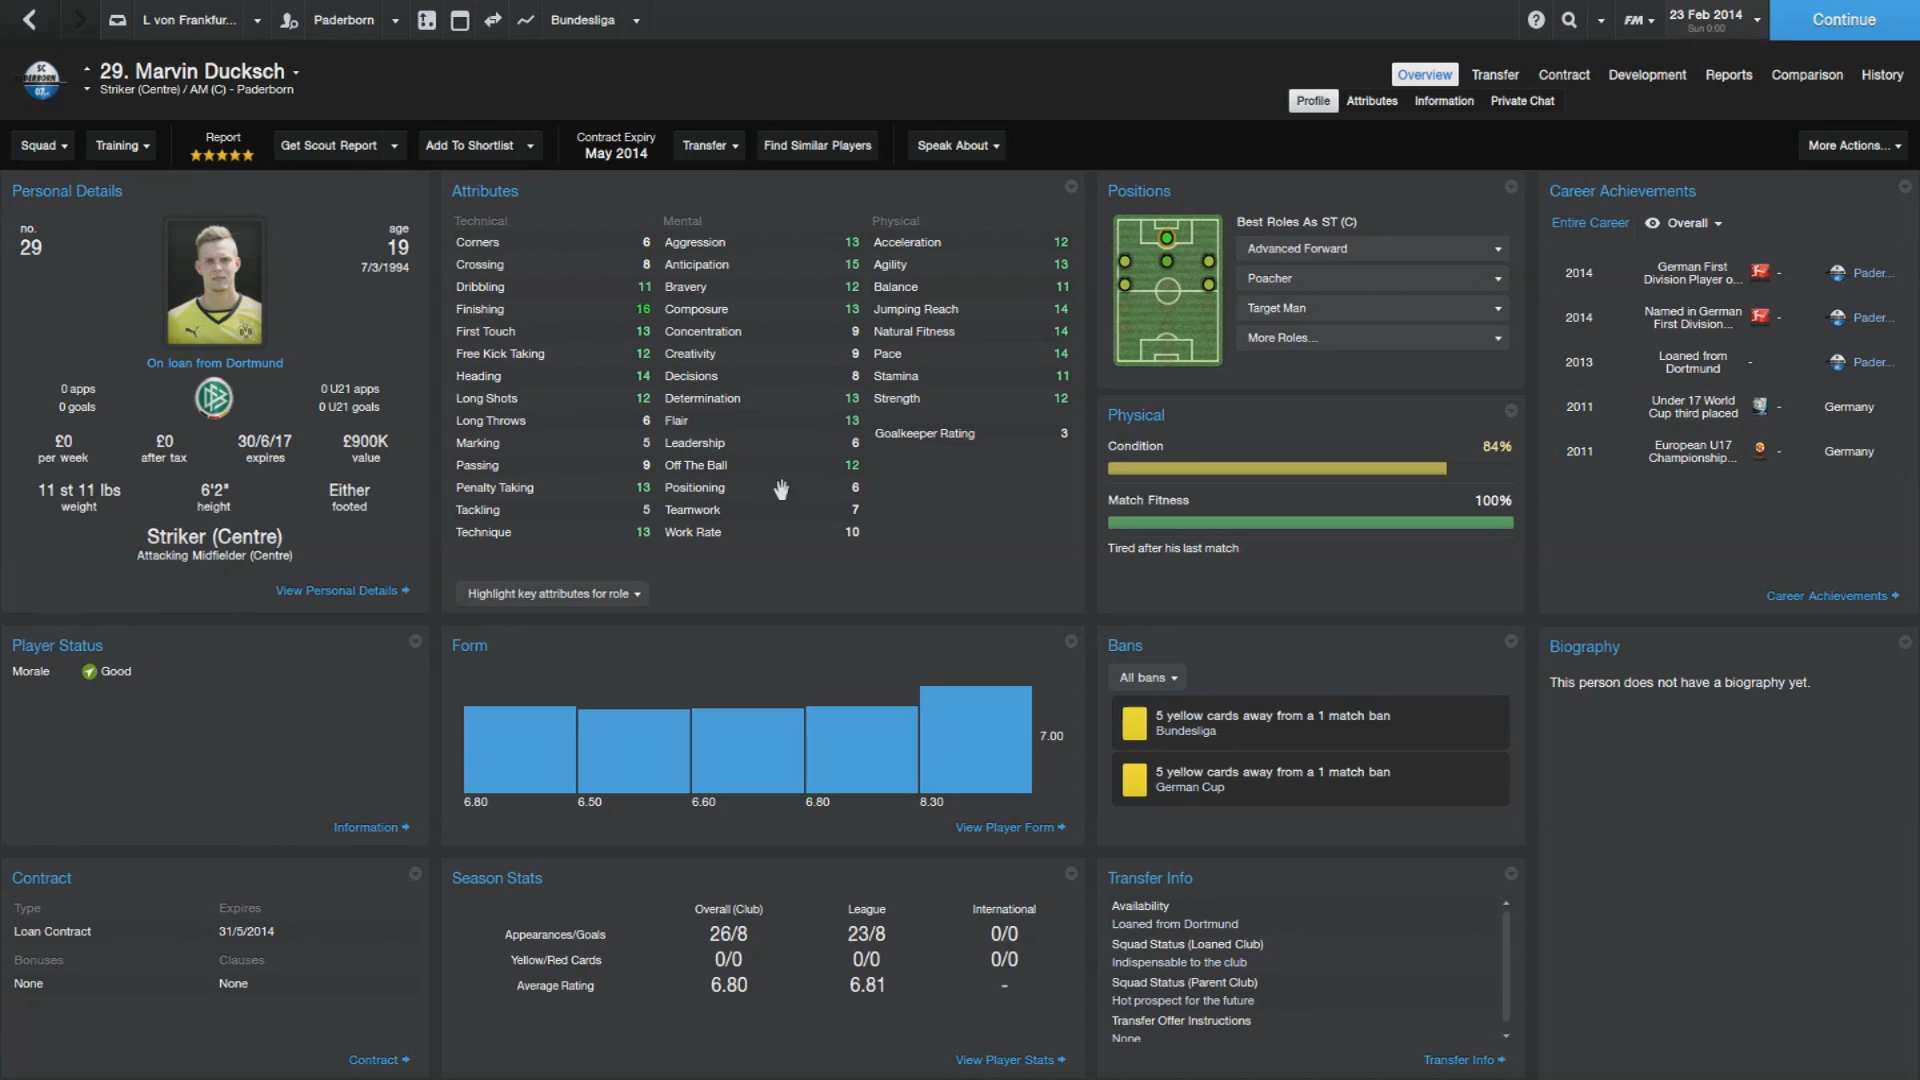 L von Frankfur...
Paderborn
Bundesliga
FM
23 Feb 2014
Sun 0:00
Continue
SC
PADERBORN
07
29. Marvin Ducksch
Striker (Centre) / AM (C) - Paderborn
Overview Transfer Contract Development Reports Comparison History
Profile Attributes Information Private Chat
Squad
Training
Report
Get Scout Report
Add To Shortlist
Contract Expiry
May 2014
Transfer
Find Similar Players
Speak About
More Actions...
Personal Details
no.
29
age
19
7/3/1994
On loan from Dortmund
0 apps
0 goals
0 U21 apps
0 U21 goals
£0
per week
£0
after tax
30/6/17
expires
£900K
value
11 st 11 lbs
weight
6'2"
height
Either
footed
Striker (Centre)
Attacking Midfielder (Centre)
View Personal Details
Attributes
Technical Mental Physical
Corners 6 Aggression 13 Acceleration 12
Crossing 8 Anticipation 15 Agility 13
Dribbling 11 Bravery 12 Balance 11
Finishing 16 Composure 13 Jumping Reach 14
First Touch 13 Concentration 9 Natural Fitness 14
Free Kick Taking 12 Creativity 9 Pace 14
Heading 14 Decisions 8 Stamina 11
Long Shots 12 Determination 13 Strength 12
Long Throws 6 Flair 13
Marking 5 Leadership 6 Goalkeeper Rating 3
Passing 9 Off The Ball 12
Penalty Taking 13 Positioning 6
Tackling 5 Teamwork 7
Technique 13 Work Rate 10
Highlight key attributes for role
Positions
Best Roles As ST (C)
Advanced Forward
Poacher
Target Man
More Roles...
Physical
Condition 84%
Match Fitness 100%
Tired after his last match
Career Achievements
Entire Career Overall
2014 German First Division Player o... - Pader...
2014 Named in German First Division... - Pader...
2013 Loaned from Dortmund - Pader...
2011 Under 17 World Cup third placed - Germany
2011 European U17 Championship... - Germany
Career Achievements
Player Status
Morale Good
Information
Form
7.00
6.80 6.50 6.60 6.80 8.30
View Player Form
Bans
All bans
5 yellow cards away from a 1 match ban
Bundesliga
5 yellow cards away from a 1 match ban
German Cup
Biography
This person does not have a biography yet.
Contract
Type Expires
Loan Contract 31/5/2014
Bonuses Clauses
None None
Contract
Season Stats
Overall (Club) League International
Appearances/Goals 26/8 23/8 0/0
Yellow/Red Cards 0/0 0/0 0/0
Average Rating 6.80 6.81 -
View Player Stats
Transfer Info
Availability
Loaned from Dortmund
Squad Status (Loaned Club)
Indispensable to the club
Squad Status (Parent Club)
Hot prospect for the future
Transfer Offer Instructions
None
Transfer Info